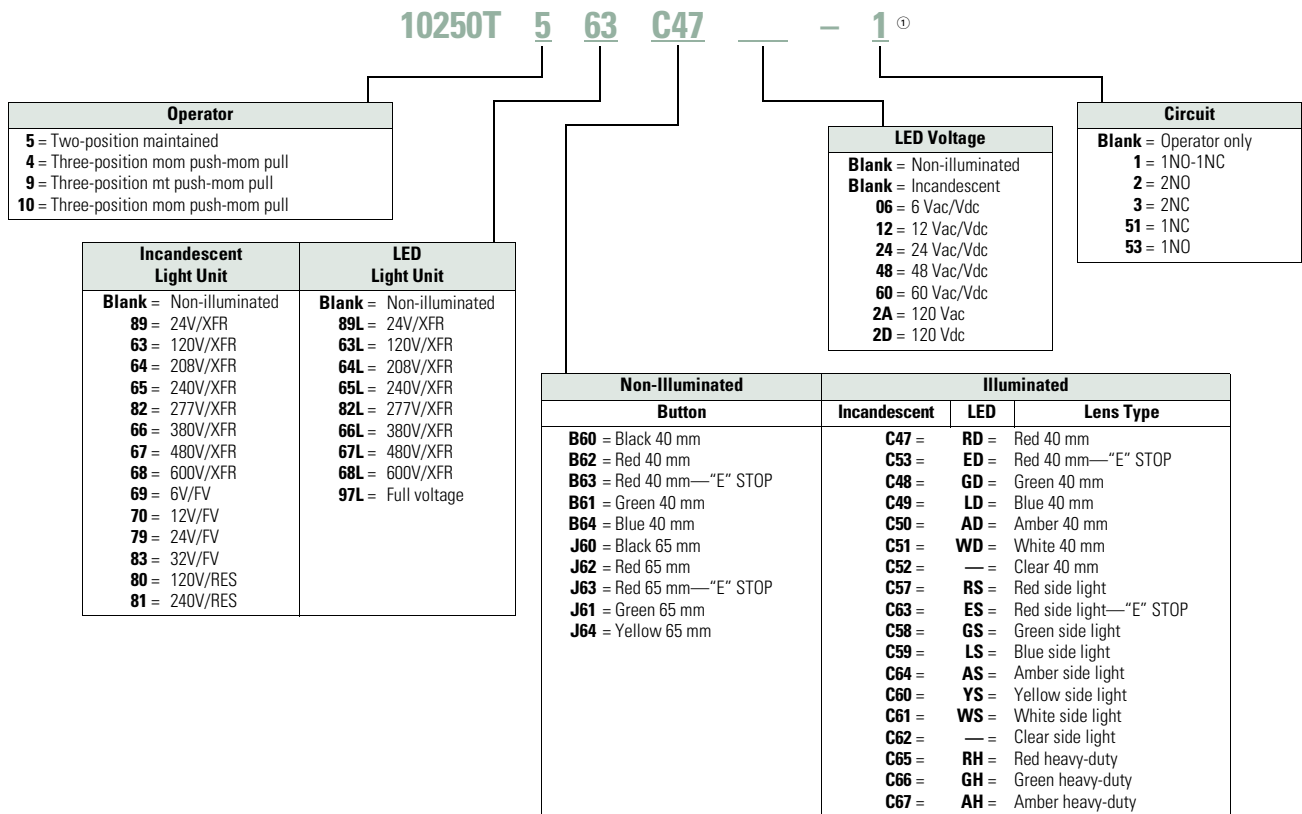 10250T 5 63 C47 ___ – 1 ①
Operator
5 = Two-position maintained
4 = Three-position mom push-mom pull
9 = Three-position mt push-mom pull
10 = Three-position mom push-mom pull
Incandescent Light Unit
Blank = Non-illuminated
89 = 24V/XFR
63 = 120V/XFR
64 = 208V/XFR
65 = 240V/XFR
82 = 277V/XFR
66 = 380V/XFR
67 = 480V/XFR
68 = 600V/XFR
69 = 6V/FV
70 = 12V/FV
79 = 24V/FV
83 = 32V/FV
80 = 120V/RES
81 = 240V/RES
LED Light Unit
Blank = Non-illuminated
89L = 24V/XFR
63L = 120V/XFR
64L = 208V/XFR
65L = 240V/XFR
82L = 277V/XFR
66L = 380V/XFR
67L = 480V/XFR
68L = 600V/XFR
97L = Full voltage
LED Voltage
Blank = Non-illuminated
Blank = Incandescent
06 = 6 Vac/Vdc
12 = 12 Vac/Vdc
24 = 24 Vac/Vdc
48 = 48 Vac/Vdc
60 = 60 Vac/Vdc
2A = 120 Vac
2D = 120 Vdc
Circuit
Blank = Operator only
1 = 1NO-1NC
2 = 2NO
3 = 2NC
51 = 1NC
53 = 1NO
Non-Illuminated
Button
B60 = Black 40 mm
B62 = Red 40 mm
B63 = Red 40 mm—“E” STOP
B61 = Green 40 mm
B64 = Blue 40 mm
J60 = Black 65 mm
J62 = Red 65 mm
J63 = Red 65 mm—“E” STOP
J61 = Green 65 mm
J64 = Yellow 65 mm
Illuminated
Incandescent LED Lens Type
C47 = RD = Red 40 mm
C53 = ED = Red 40 mm—“E” STOP
C48 = GD = Green 40 mm
C49 = LD = Blue 40 mm
C50 = AD = Amber 40 mm
C51 = WD = White 40 mm
C52 = — = Clear 40 mm
C57 = RS = Red side light
C63 = ES = Red side light—“E” STOP
C58 = GS = Green side light
C59 = LS = Blue side light
C64 = AS = Amber side light
C60 = YS = Yellow side light
C61 = WS = White side light
C62 = — = Clear side light
C65 = RH = Red heavy-duty
C66 = GH = Green heavy-duty
C67 = AH = Amber heavy-duty